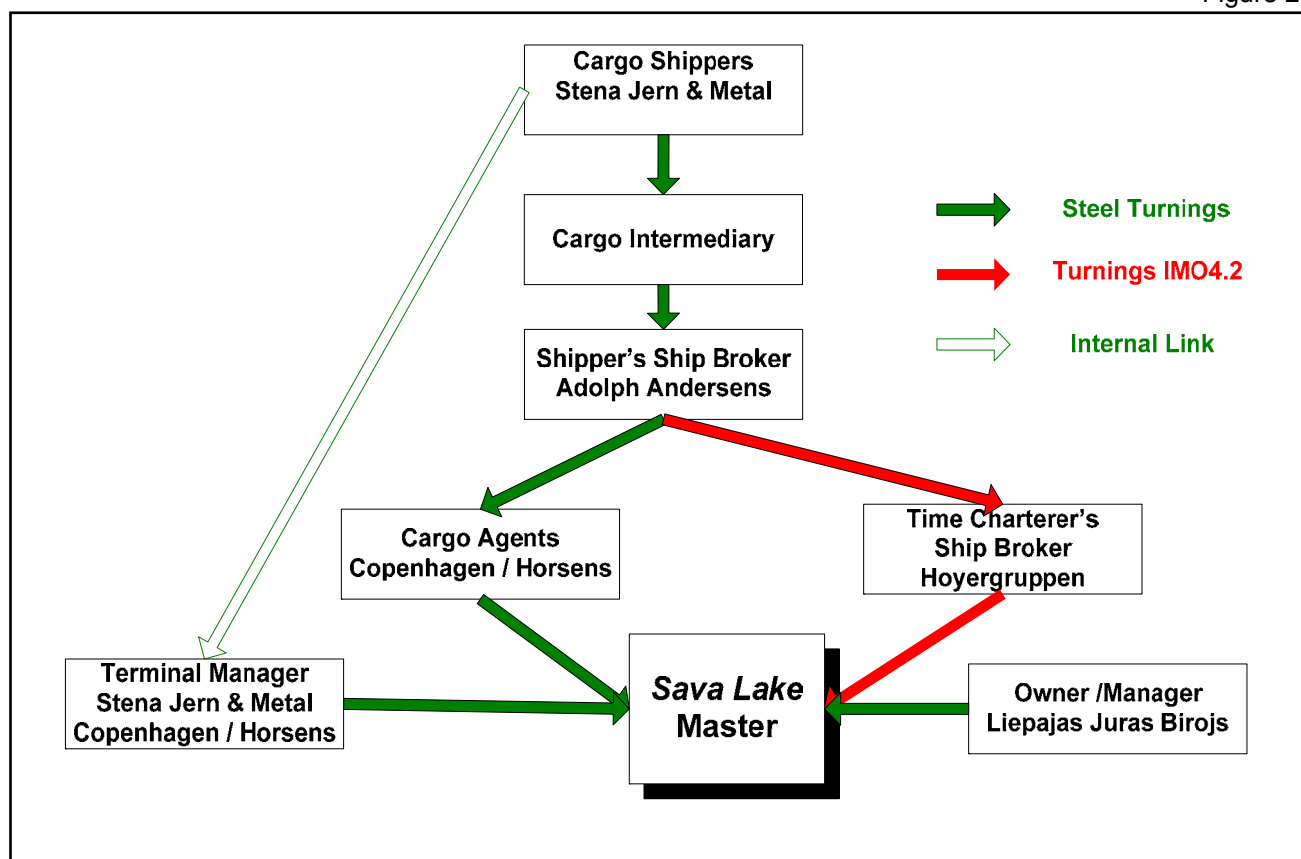 Figure 2
Cargo Shippers
Stena Jern & Metal
Cargo Intermediary
Steel Turnings
Turnings IMO4.2
Internal Link
Shipper's Ship Broker
Adolph Andersens
Cargo Agents
Copenhagen / Horsens
Time Charterer's
Ship Broker
Hoyergruppen
Terminal Manager
Stena Jern & Metal
Copenhagen / Horsens
Sava Lake
Master
Owner /Manager
Liepajas Juras Birojs